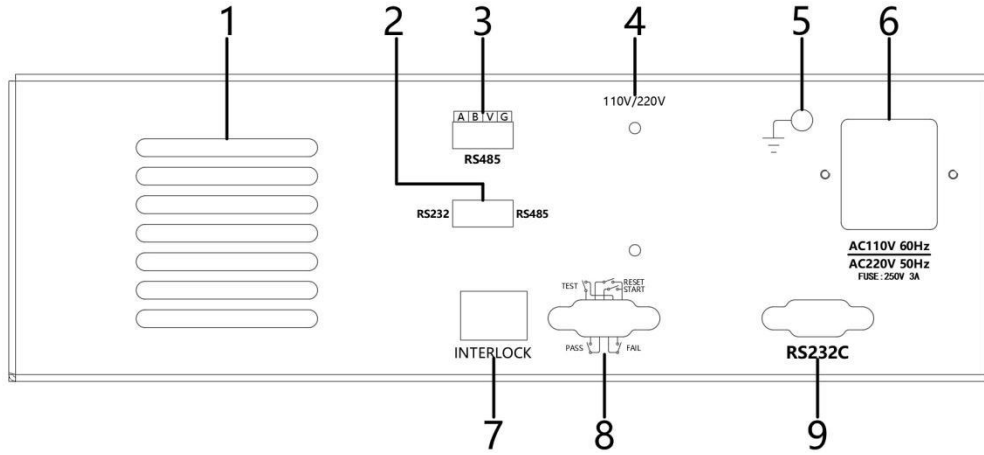 1 2 3 4 5 6
110V/220V
A B V G
RS485
RS232 RS485
AC110V 60Hz
AC220V 50Hz
FUSE:250V 3A
TEST RESET
START
INTERLOCK
PASS FAIL
RS232C
7 8 9